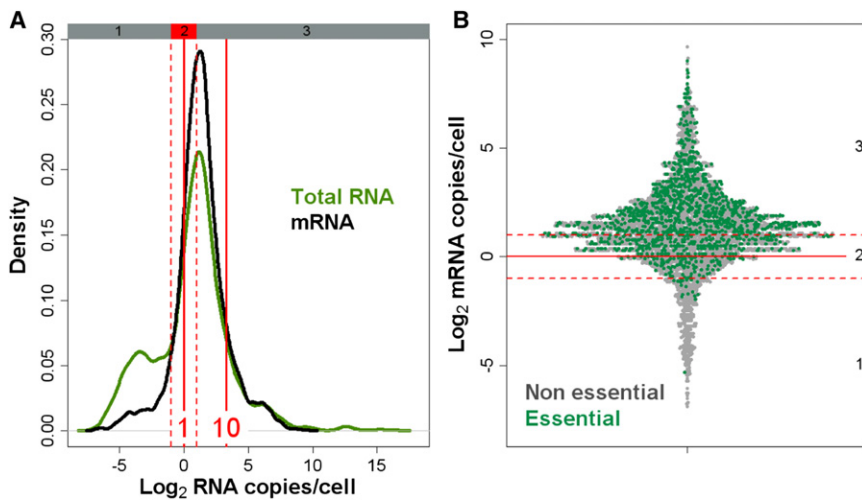 A
1 2 3
0.30
0.25
0.20
0.15
0.10
0.05
0.00
Density
Total RNA
mRNA
1 10
-5 0 5 10 15
Log₂ RNA copies/cell
B
10
5
0
-5
Log₂ mRNA copies/cell
3
2
1
Non essential
Essential